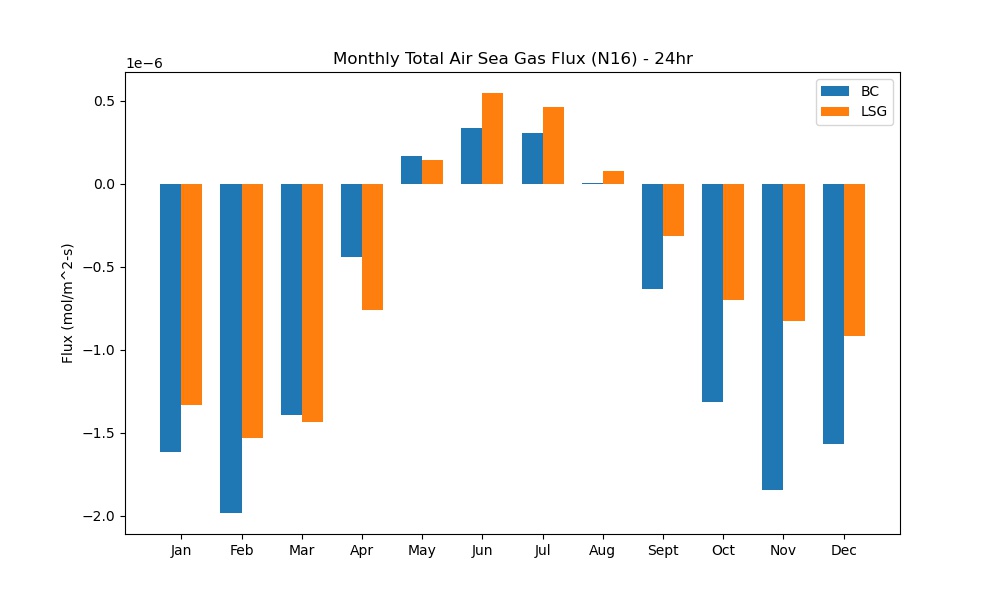 Monthly Total Air Sea Gas Flux (N16) - 24hr
1e−6
BC
LSG
0.5
0.0
−0.5
−1.0
−1.5
−2.0
Flux (mol/m^2-s)
Jan Feb Mar Apr May Jun Jul Aug Sept Oct Nov Dec